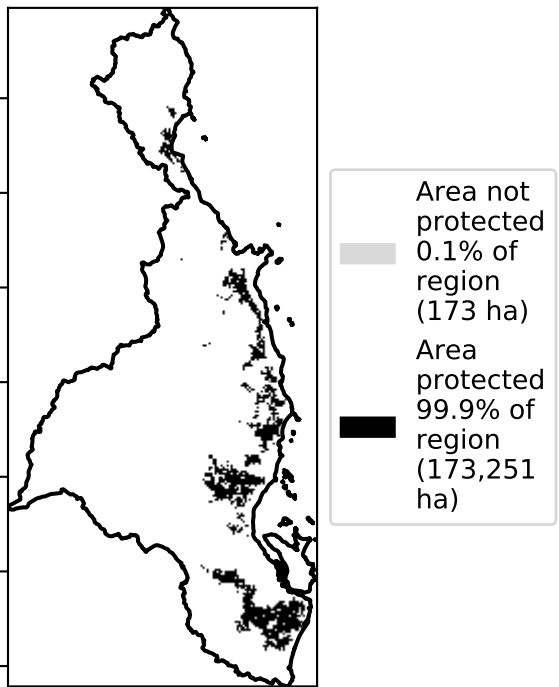 Area not
protected
0.1% of
region
(173 ha)
Area
protected
99.9% of
region
(173,251
ha)